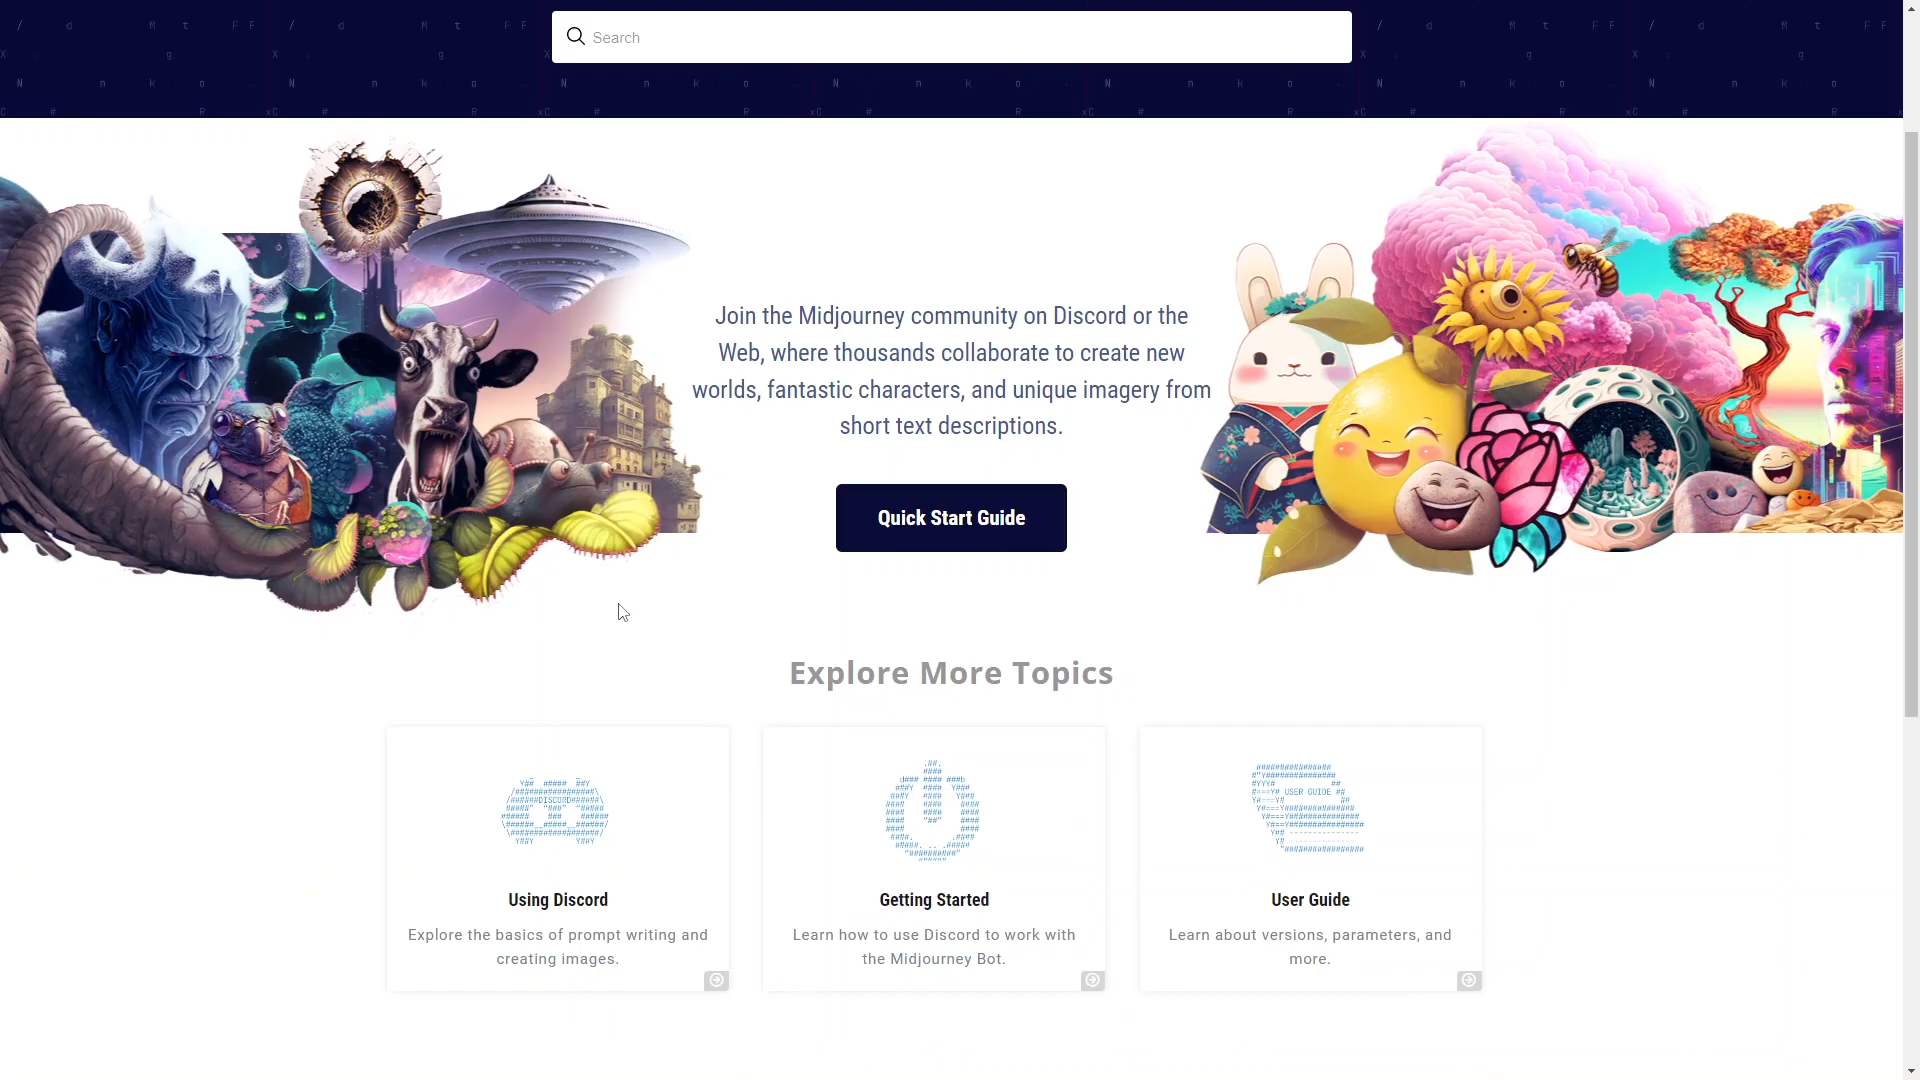 Search
Join the Midjourney community on Discord or the
Web, where thousands collaborate to create new
worlds, fantastic characters, and unique imagery from
short text descriptions.
Quick Start Guide
Explore More Topics
DISCORD
USER GUIDE
Using Discord
Getting Started
User Guide
Explore the basics of prompt writing and
creating images.
Learn how to use Discord to work with
the Midjourney Bot.
Learn about versions, parameters, and
more.